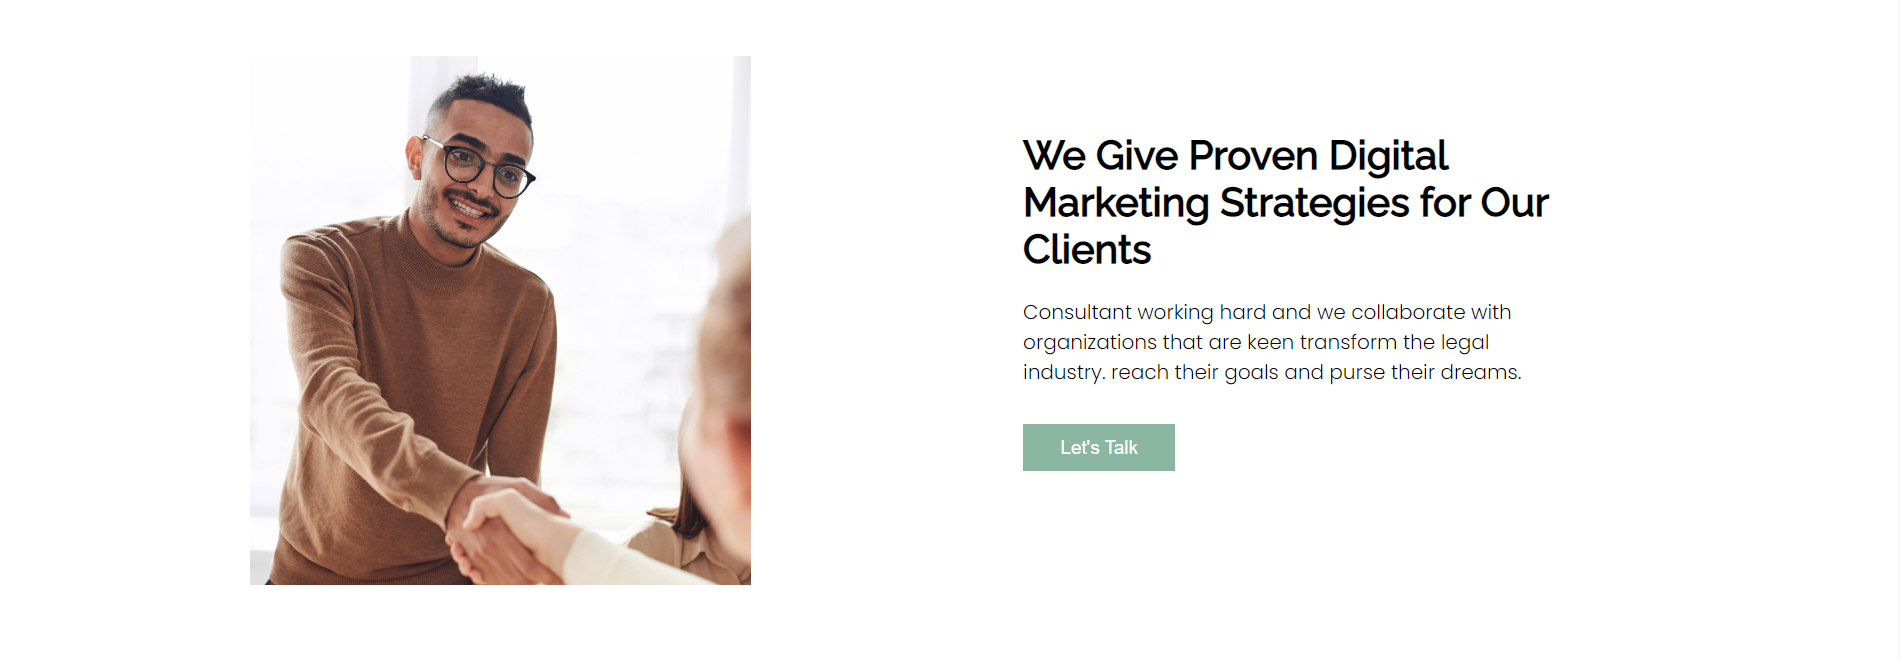 We Give Proven Digital
Marketing Strategies for Our
Clients
Consultant working hard and we collaborate with
organizations that are keen transform the legal
industry. reach their goals and purse their dreams.
Let's Talk